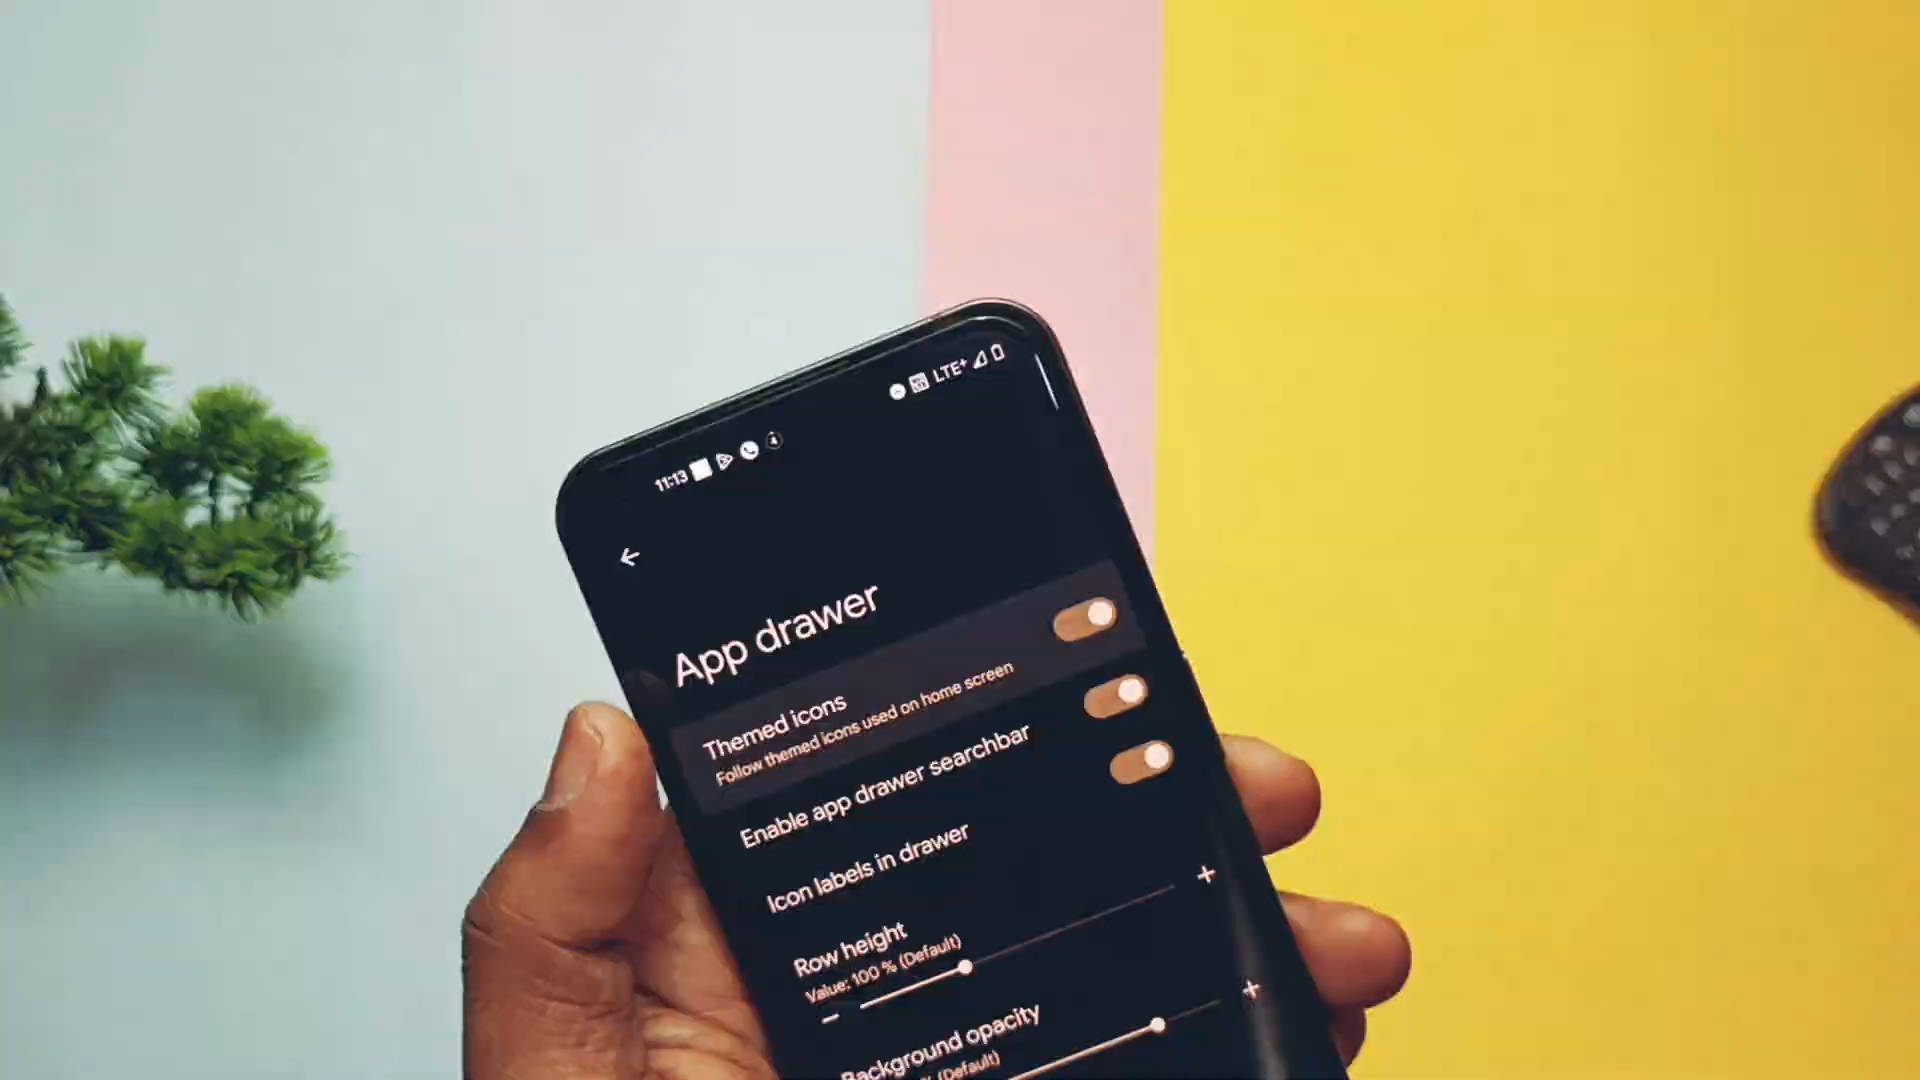 11:13
LTE+
App drawer
Themed icons
Follow themed icons used on home screen
Enable app drawer searchbar
Icon labels in drawer
Row height
Value: 100 % (Default)
Background opacity
% (Default)